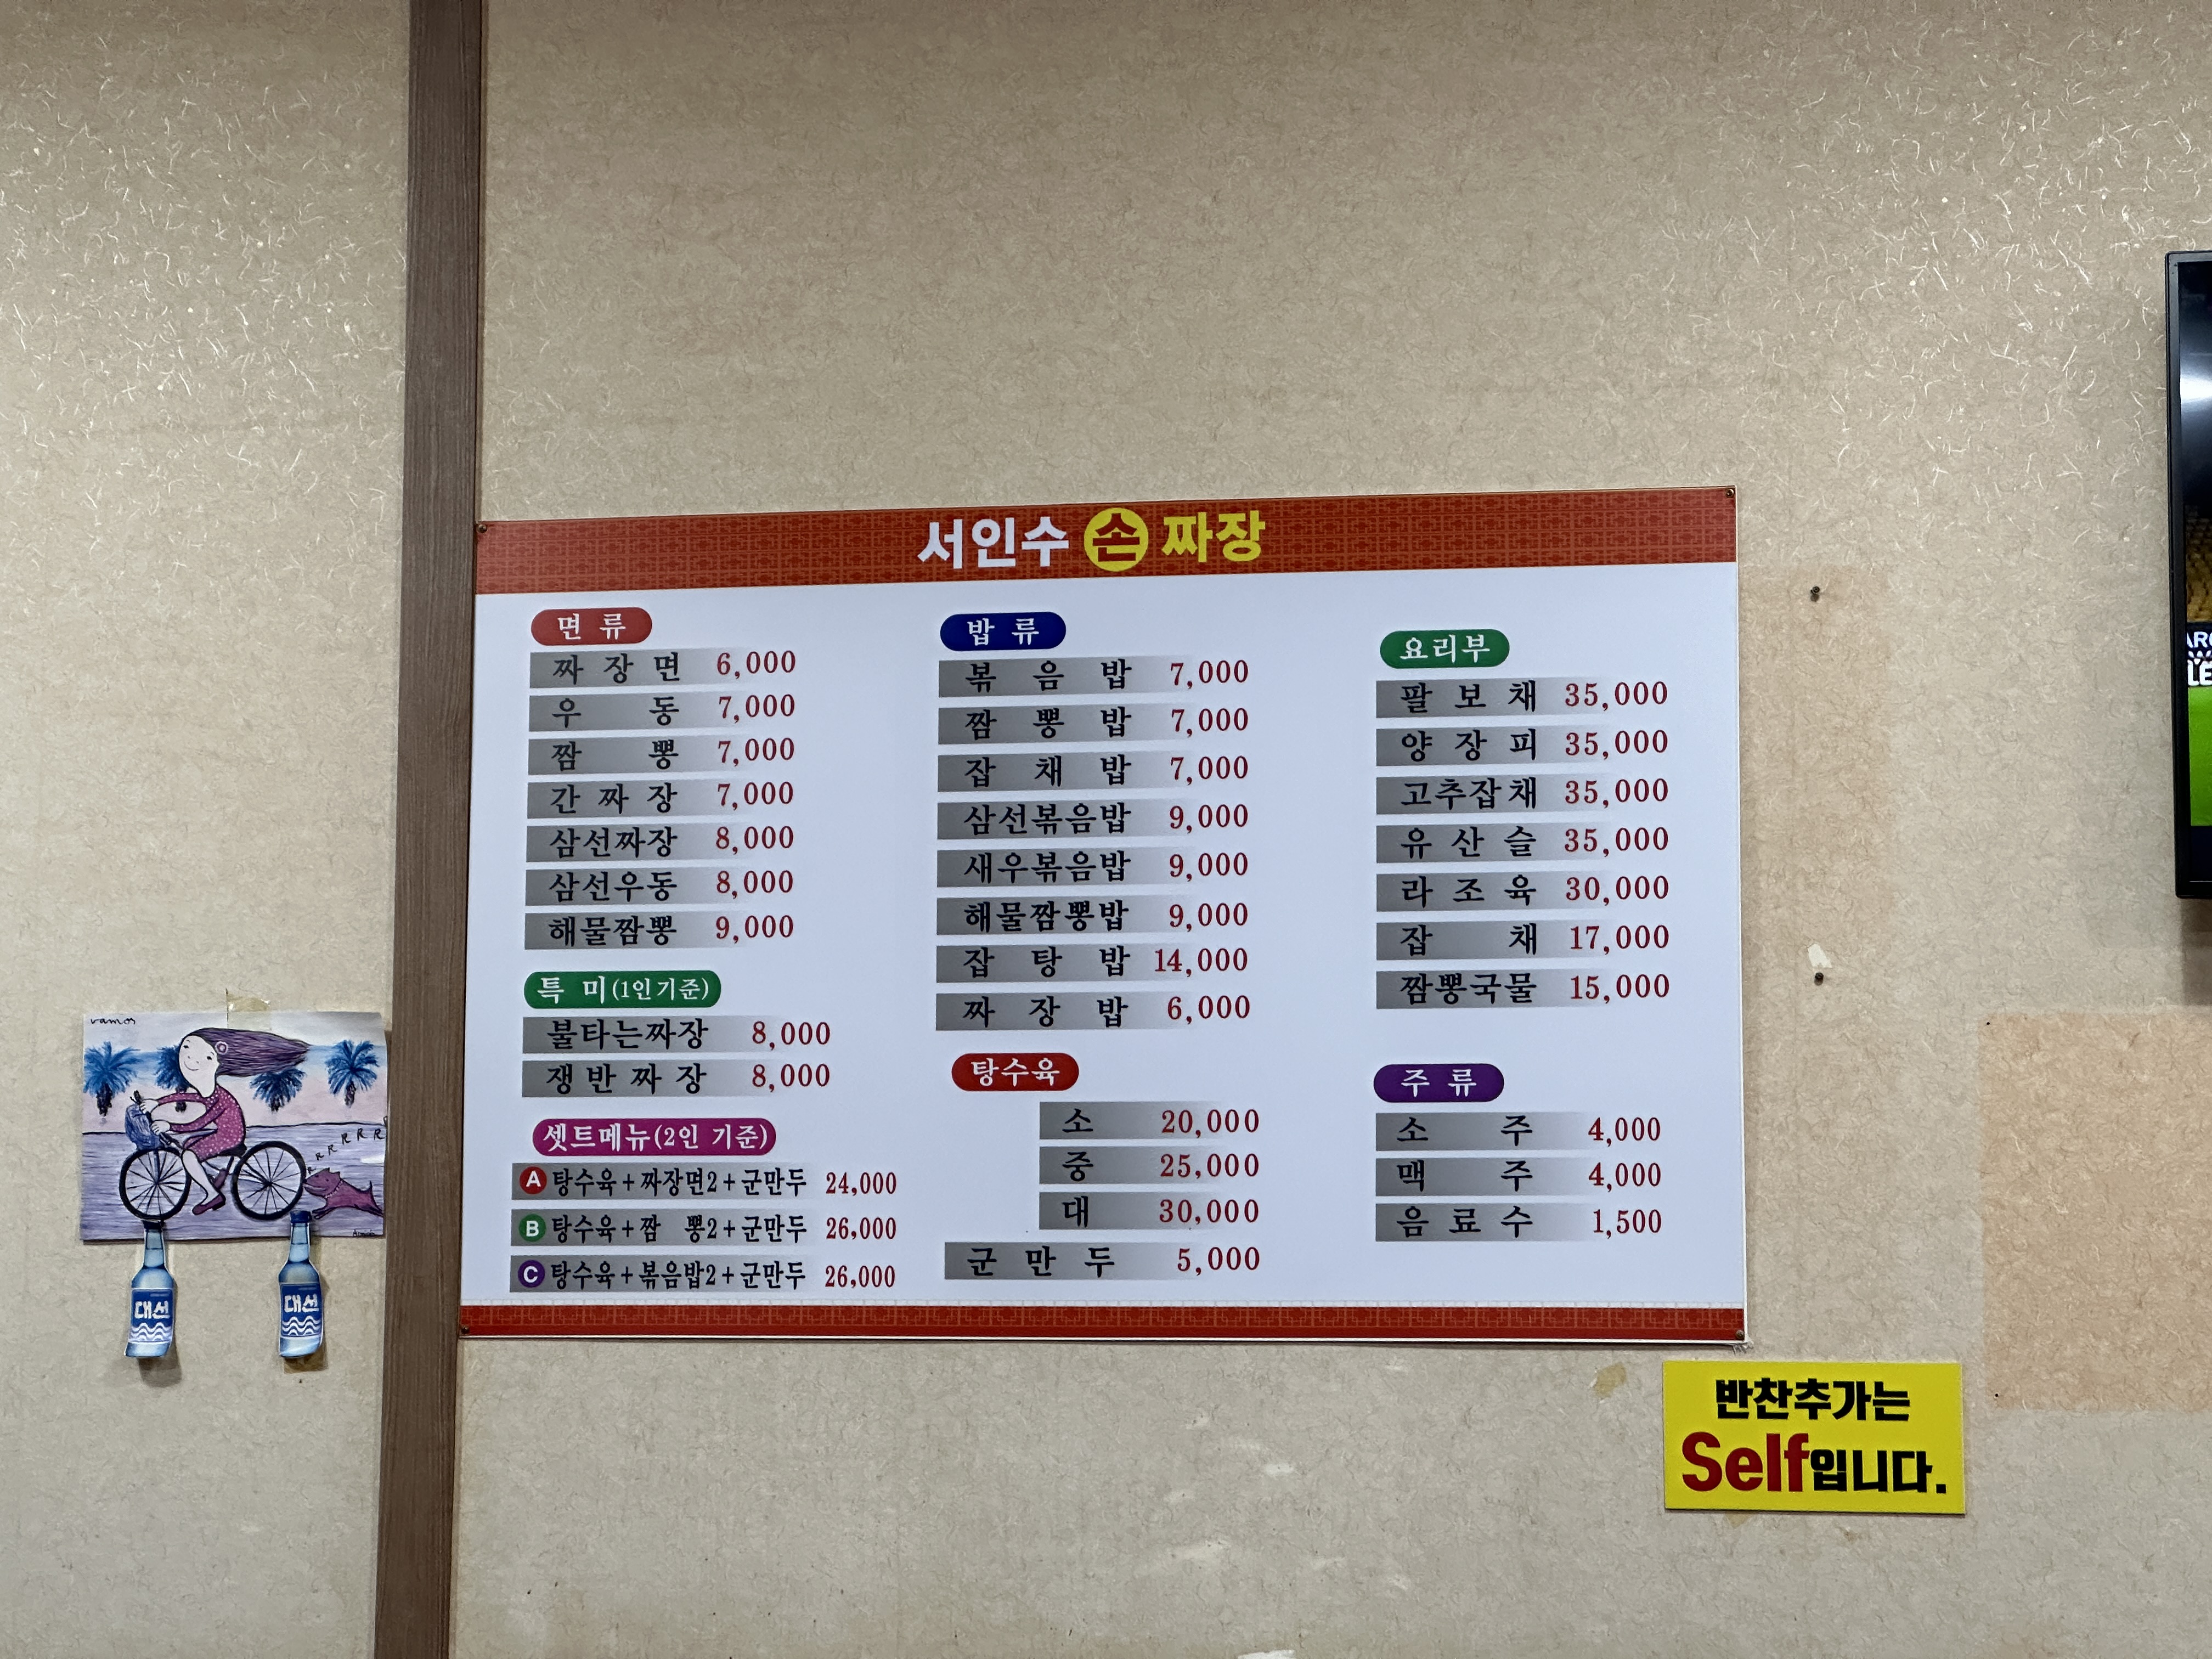 서인수 손 짜장
면 류
짜 장 면 6,000
우 동 7,000
짬 뽕 7,000
간 짜 장 7,000
삼선짜장 8,000
삼선우동 8,000
해물짬뽕 9,000
특 미(1인기준)
불타는짜장 8,000
쟁 반 짜 장 8,000
셋트메뉴(2인 기준)
A 탕수육+짜장면2+군만두 24,000
B 탕수육+짬 뽕2+군만두 26,000
C 탕수육+볶음밥2+군만두 26,000
밥 류
볶 음 밥 7,000
짬 뽕 밥 7,000
잡 채 밥 7,000
삼선볶음밥 9,000
새우볶음밥 9,000
해물짬뽕밥 9,000
잡 탕 밥 14,000
짜 장 밥 6,000
탕수육
소 20,000
중 25,000
대 30,000
군 만 두 5,000
요리부
팔 보 채 35,000
양 장 피 35,000
고추잡채 35,000
유 산 슬 35,000
라 조 육 30,000
잡 채 17,000
짬뽕국물 15,000
주 류
소 주 4,000
맥 주 4,000
음 료 수 1,500
반찬추가는
Self입니다.
vamos
R R R R R R
대선
대선